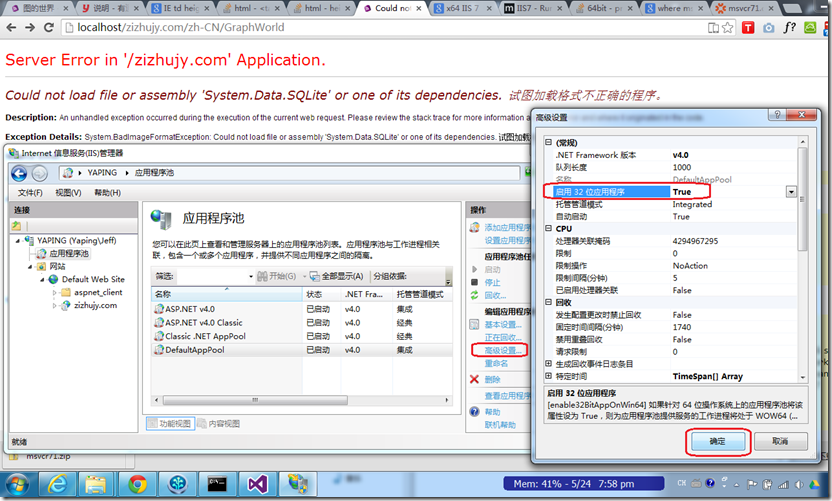 图的世界
说明 - 有
IE td heig
html - <ta
html - hei
Could not
x64 IIS 7
IIS7 - Run
64bit - p
where m
msvcr71.d
localhost/zizhujy.com/zh-CN/GraphWorld
Server Error in '/zizhujy.com' Application.
Could not load file or assembly 'System.Data.SQLite' or one of its dependencies. 试图加载格式不正确的程序。
Description: An unhandled exception occurred during the execution of the current web request. Please review the stack trace for more information a
Exception Details: System.BadImageFormatException: Could not load file or assembly 'System.Data.SQLite' or one of its dependencies. 试图加
Internet 信息服务(IIS)管理器
YAPING
应用程序池
文件(F)
视图(V)
帮助(H)
连接
YAPING (Yaping\Jeff)
应用程序池
网站
Default Web Site
aspnet_client
zizhujy.com
应用程序池
您可以在此页上查看和管理服务器上的应用程序池列表。应用程序池与工作进程相关
联，包含一个或多个应用程序，并提供不同应用程序之间的隔离。
筛选:
开始(G)
全部显示(A)
分组依据:
名称
状态
.NET Fra...
托管管道模式
ASP.NET v4.0
已启动
v4.0
集成
ASP.NET v4.0 Classic
已启动
v4.0
经典
Classic .NET AppPool
已启动
v4.0
经典
DefaultAppPool
已启动
v4.0
集成
功能视图
内容视图
就绪
操作
添加应用程序
设置应用程序
应用程序池任
启动
停止
回收...
编辑应用程序
基本设置...
正在回收...
高级设置...
重命名
删除
查看应用程序
帮助
联机帮助
高级设置
(常规)
.NET Framework 版本
v4.0
队列长度
1000
名称
DefaultAppPool
启用 32 位应用程序
True
托管管道模式
Integrated
自动启动
True
CPU
处理器关联掩码
4294967295
限制
0
限制操作
NoAction
限制间隔(分钟)
5
已启用处理器关联
False
回收
发生配置更改时禁止回收
False
固定时间间隔(分钟)
1740
禁用重叠回收
False
请求限制
0
生成回收事件日志条目
特定时间
TimeSpan[] Array
启用 32 位应用程序
[enable32BitAppOnWin64] 如果针对 64 位操作系统上的应用程序池将该
属性设为 True，则为应用程序池提供服务的工作进程将处于 WOW64 (...
确定
取消
msvcr71.zip
Mem: 41% - 5/24 7:58 pm
CH